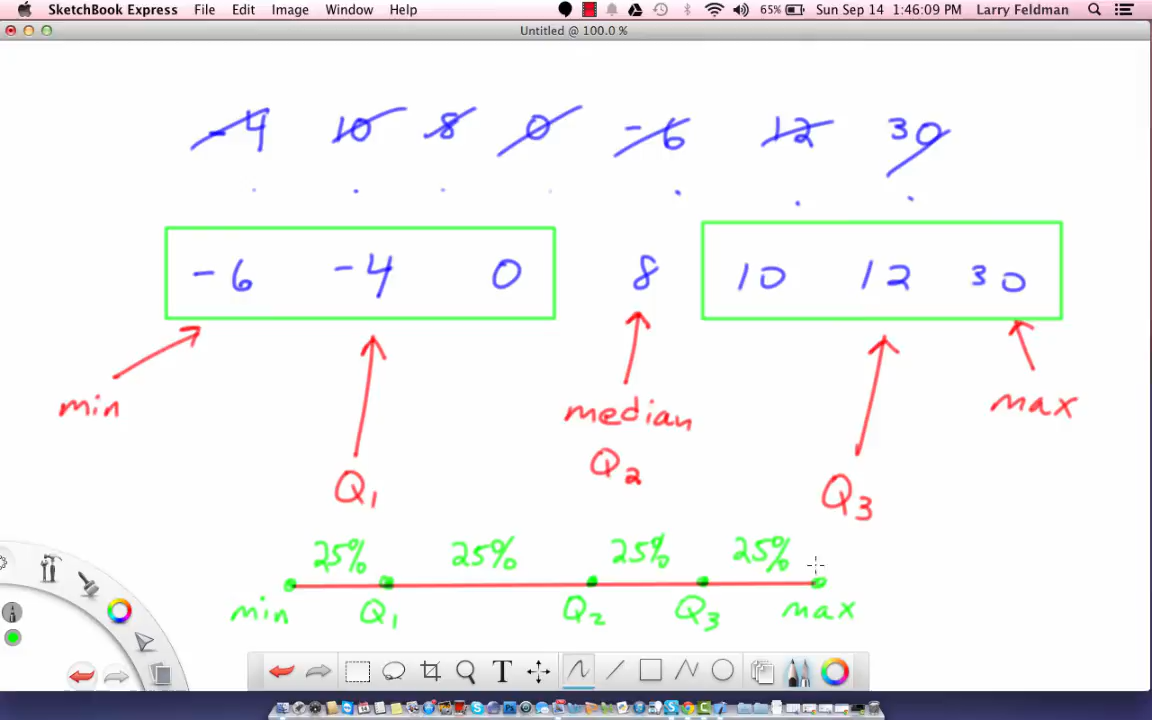 SketchBook Express File Edit Image Window Help 65% Sun Sep 14 1:46:09 PM Larry Feldman
Untitled @ 100.0 %
-4 10 8 0 -6 12 30
-6 -4 0 8 10 12 30
min Q1 median Q2 Q3 max
25% 25% 25% 25%
min Q1 Q2 Q3 max
T